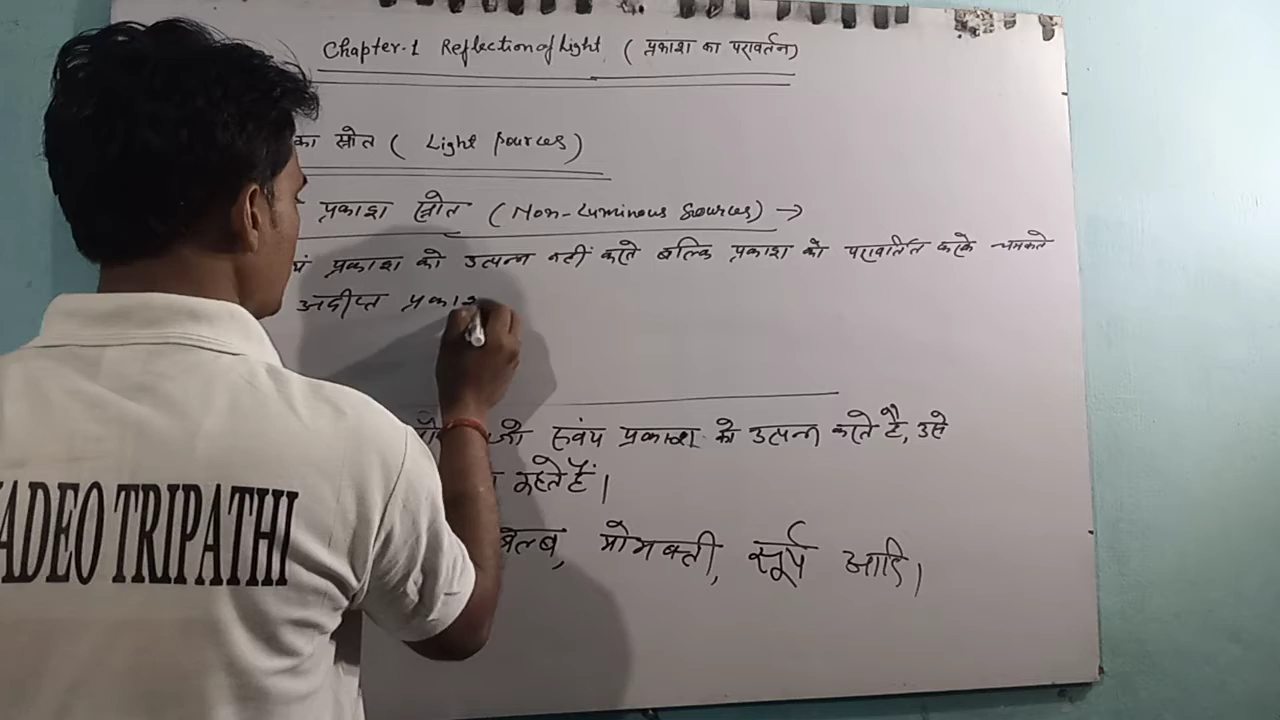 Chapter.1 Reflection of Light (प्रकाश का परावर्तन)
का स्रोत ( Light Sources)
प्रकाश स्रोत (Non-Luminous Sources) →
प्रकाश को उत्पन्न नहीं करते बल्कि प्रकाश को परावर्तित करके चमकते
अदीप्त प्रकाश
जो स्वंय प्रकाश को उत्पन्न करते है, उसे
कहते हैं।
बल्ब, मोमबत्ती, सूर्य आदि।
ADEO TRIPATHI